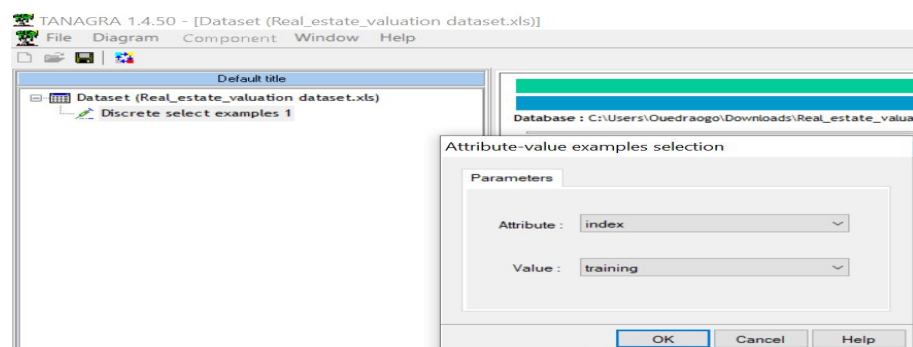 TANAGRA 1.4.50 - [Dataset (Real_estate_valuation dataset.xls)]
File Diagram Component Window Help
Default title
Dataset (Real_estate_valuation dataset.xls)
Discrete select examples 1
Database : C:\Users\Ouedraogo\Downloads\Real_estate_valua
Attribute-value examples selection
Parameters
Attribute : index
Value : training
OK Cancel Help